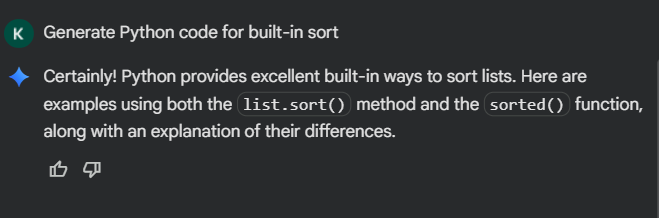 K Generate Python code for built-in sort
Certainly! Python provides excellent built-in ways to sort lists. Here are
examples using both the list.sort() method and the sorted() function,
along with an explanation of their differences.